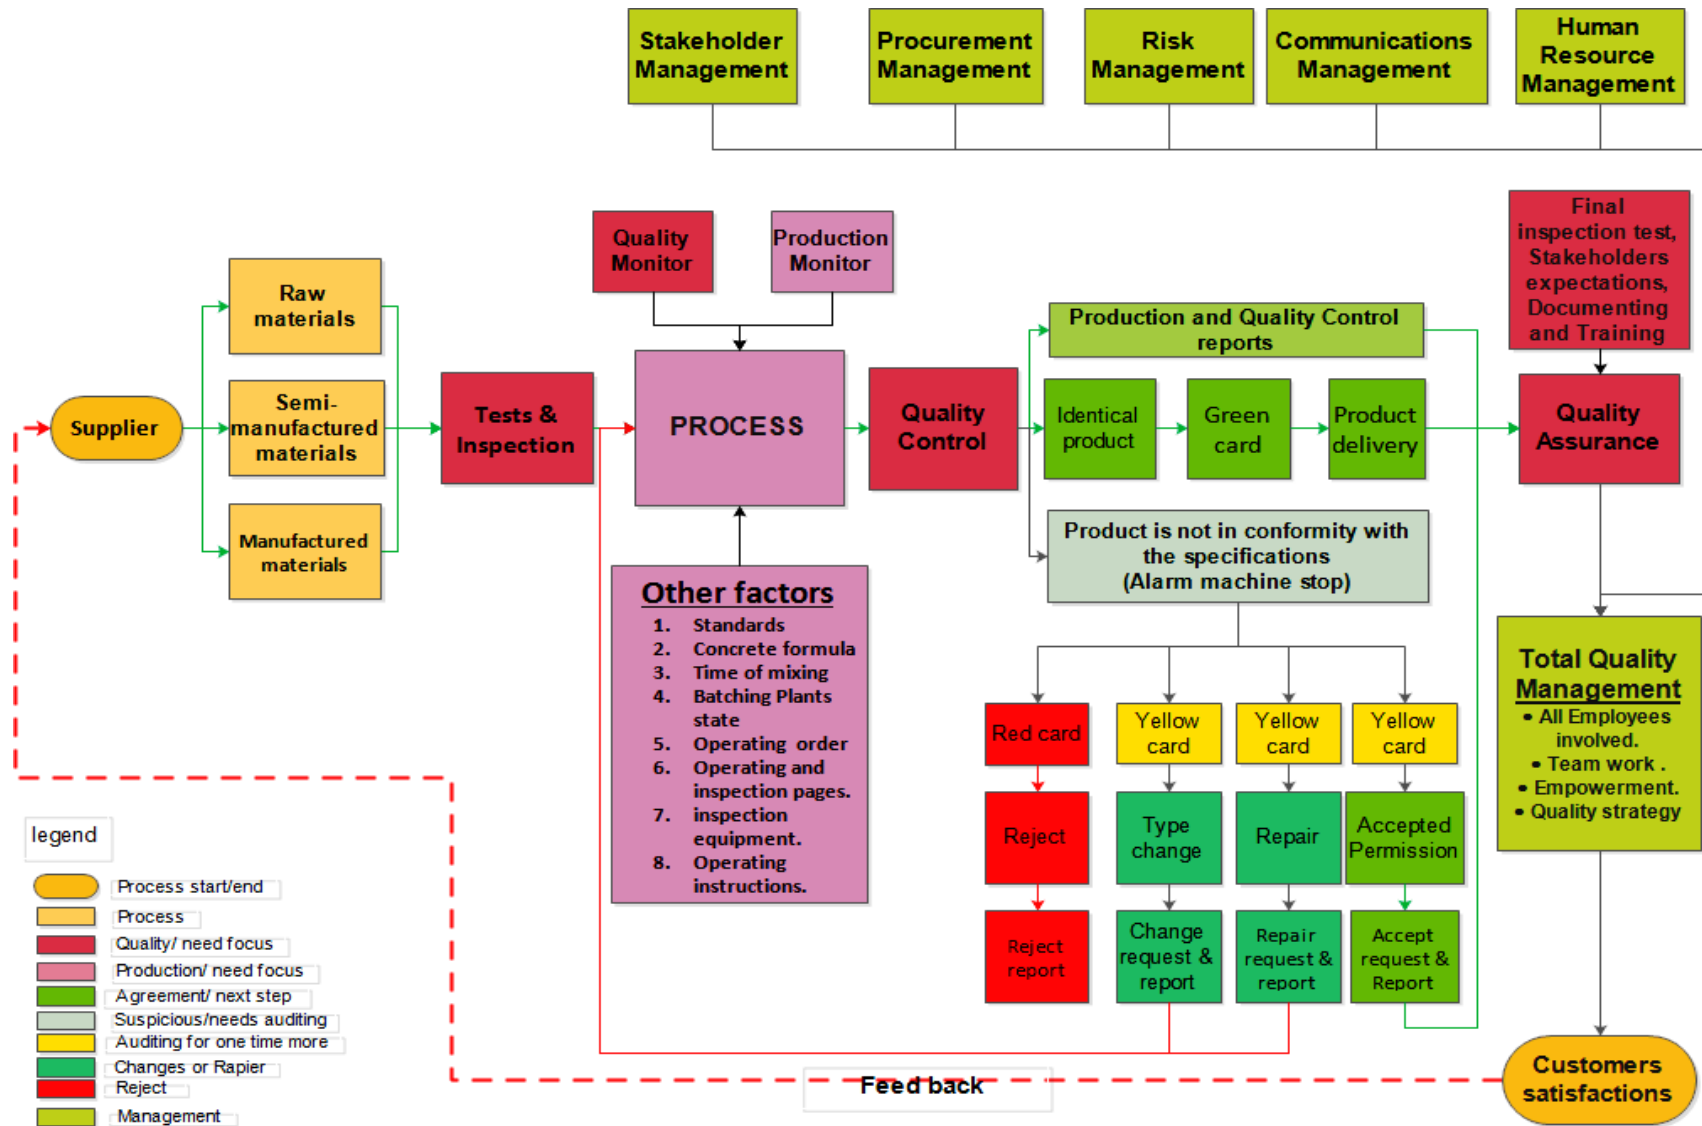 Stakeholder
Management
Procurement
Management
Risk
Management
Communications
Management
Human
Resource
Management
Quality
Monitor
Production
Monitor
Final
inspection test,
Stakeholders
expectations,
Documenting
and Training
Raw
materials
Semi-
manufactured
materials
Manufactured
materials
Supplier
Tests &
Inspection
PROCESS
Quality
Control
Production and Quality Control
reports
Identical
product
Green
card
Product
delivery
Quality
Assurance
Product is not in conformity with
the specifications
(Alarm machine stop)
Other factors
1. Standards
2. Concrete formula
3. Time of mixing
4. Batching Plants
state
5. Operating order
6. Operating and
inspection pages.
7. inspection
equipment.
8. Operating
instructions.
Red card
Yellow
card
Yellow
card
Yellow
card
Reject
Type
change
Repair
Accepted
Permission
Reject
report
Change
request &
report
Repair
request &
report
Accept
request &
Report
Total Quality
Management
• All Employees
involved.
• Team work .
• Empowerment.
• Quality strategy
Customers
satisfactions
Feed back
legend
Process start/end
Process
Quality/ need focus
Production/ need focus
Agreement/ next step
Suspicious/needs auditing
Auditing for one time more
Changes or Rapier
Reject
Management